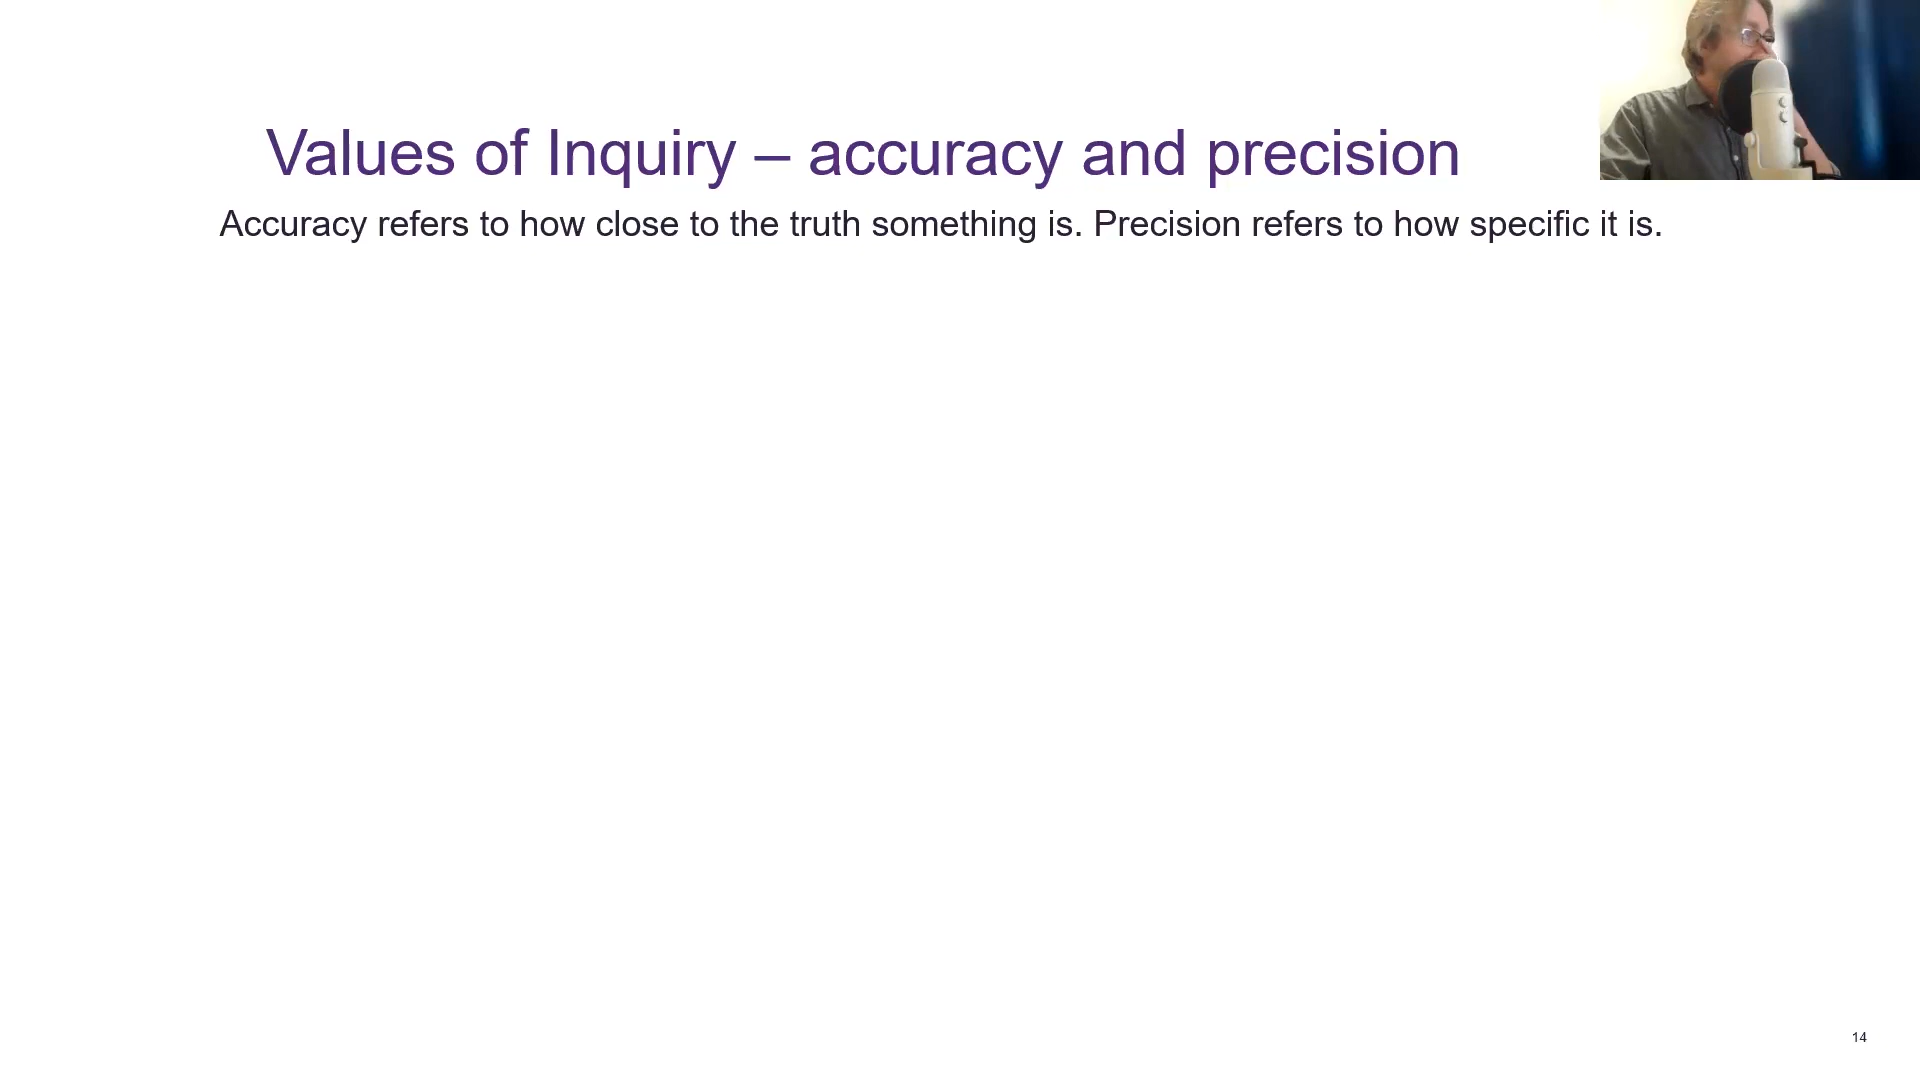 Values of Inquiry – accuracy and precision
Accuracy refers to how close to the truth something is. Precision refers to how specific it is.
14